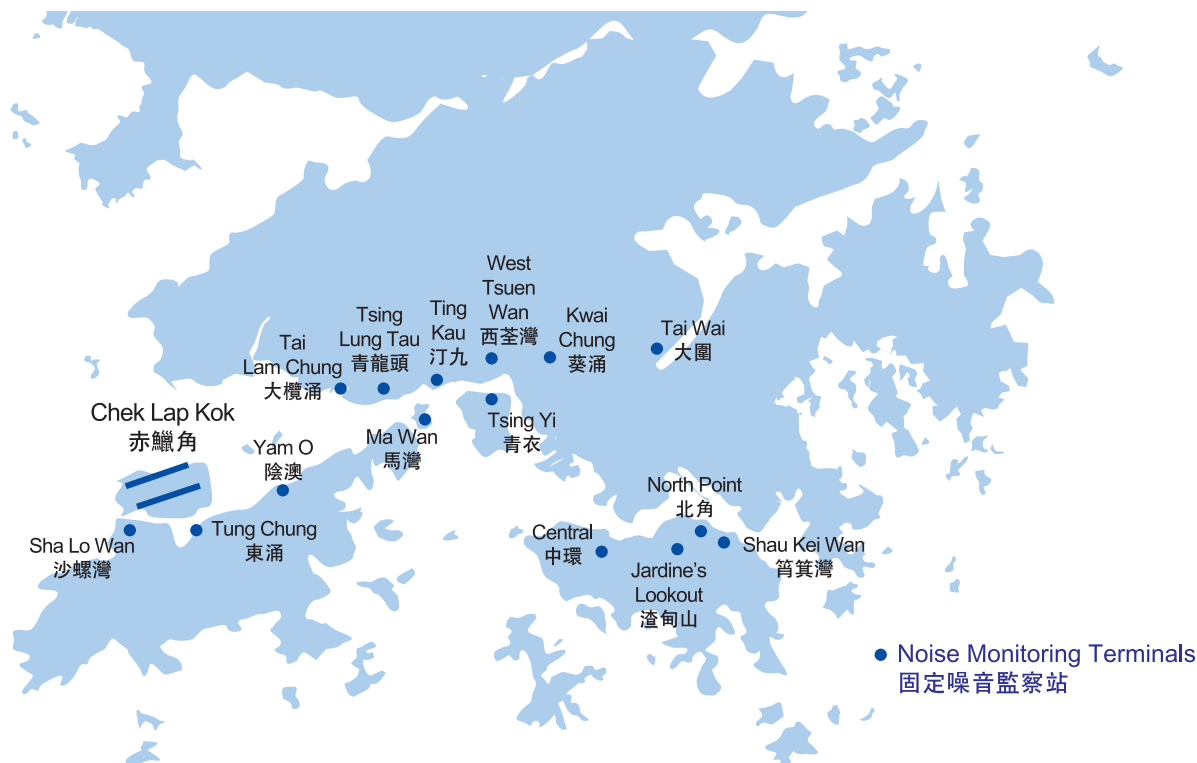 West
Tsuen
Wan
西荃灣
Ting
Kau
汀九
Tsing
Lung Tau
青龍頭
Kwai
Chung
葵涌
Tai Wai
大圍
Tai
Lam Chung
大欖涌
Chek Lap Kok
赤鱲角
Yam O
陰澳
Ma Wan
馬灣
Tsing Yi
青衣
North Point
北角
Sha Lo Wan
沙螺灣
Tung Chung
東涌
Central
中環
Jardine's
Lookout
渣甸山
Shau Kei Wan
筲箕灣
Noise Monitoring Terminals
固定噪音監察站